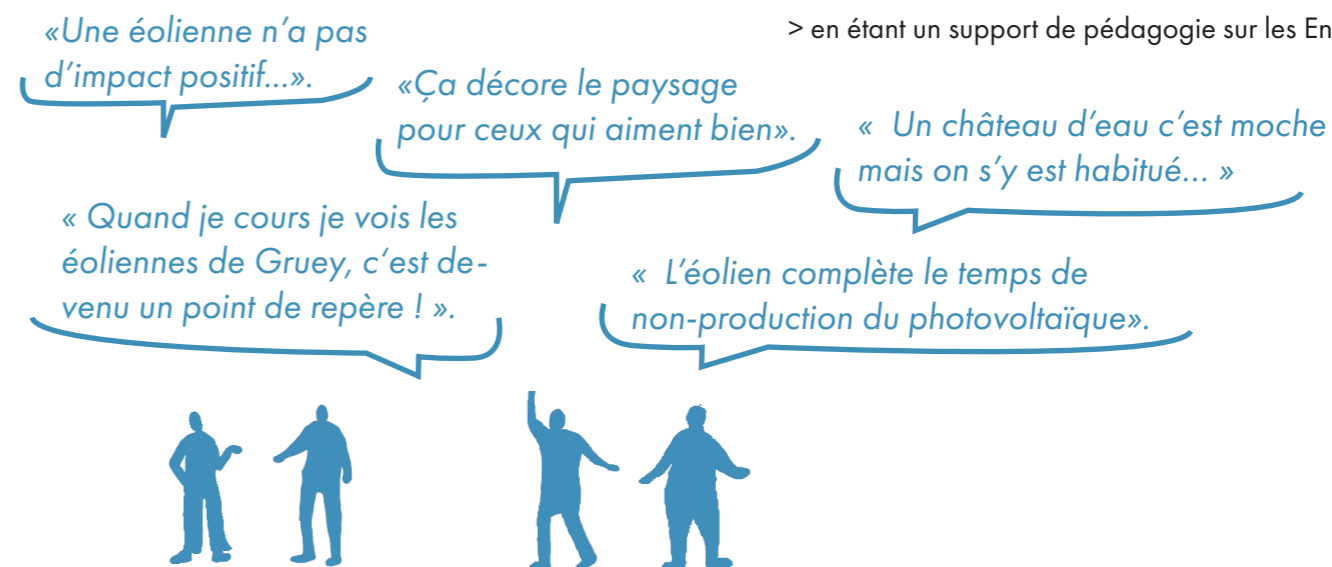 > en étant un support de pédagogie sur les En
«Une éolienne n'a pas
d'impact positif...».
«Ça décore le paysage
pour ceux qui aiment bien».
« Un château d'eau c'est moche
mais on s'y est habitué... »
« Quand je cours je vois les
éoliennes de Gruey, c'est de-
venu un point de repère ! ».
« L'éolien complète le temps de
non-production du photovoltaïque».